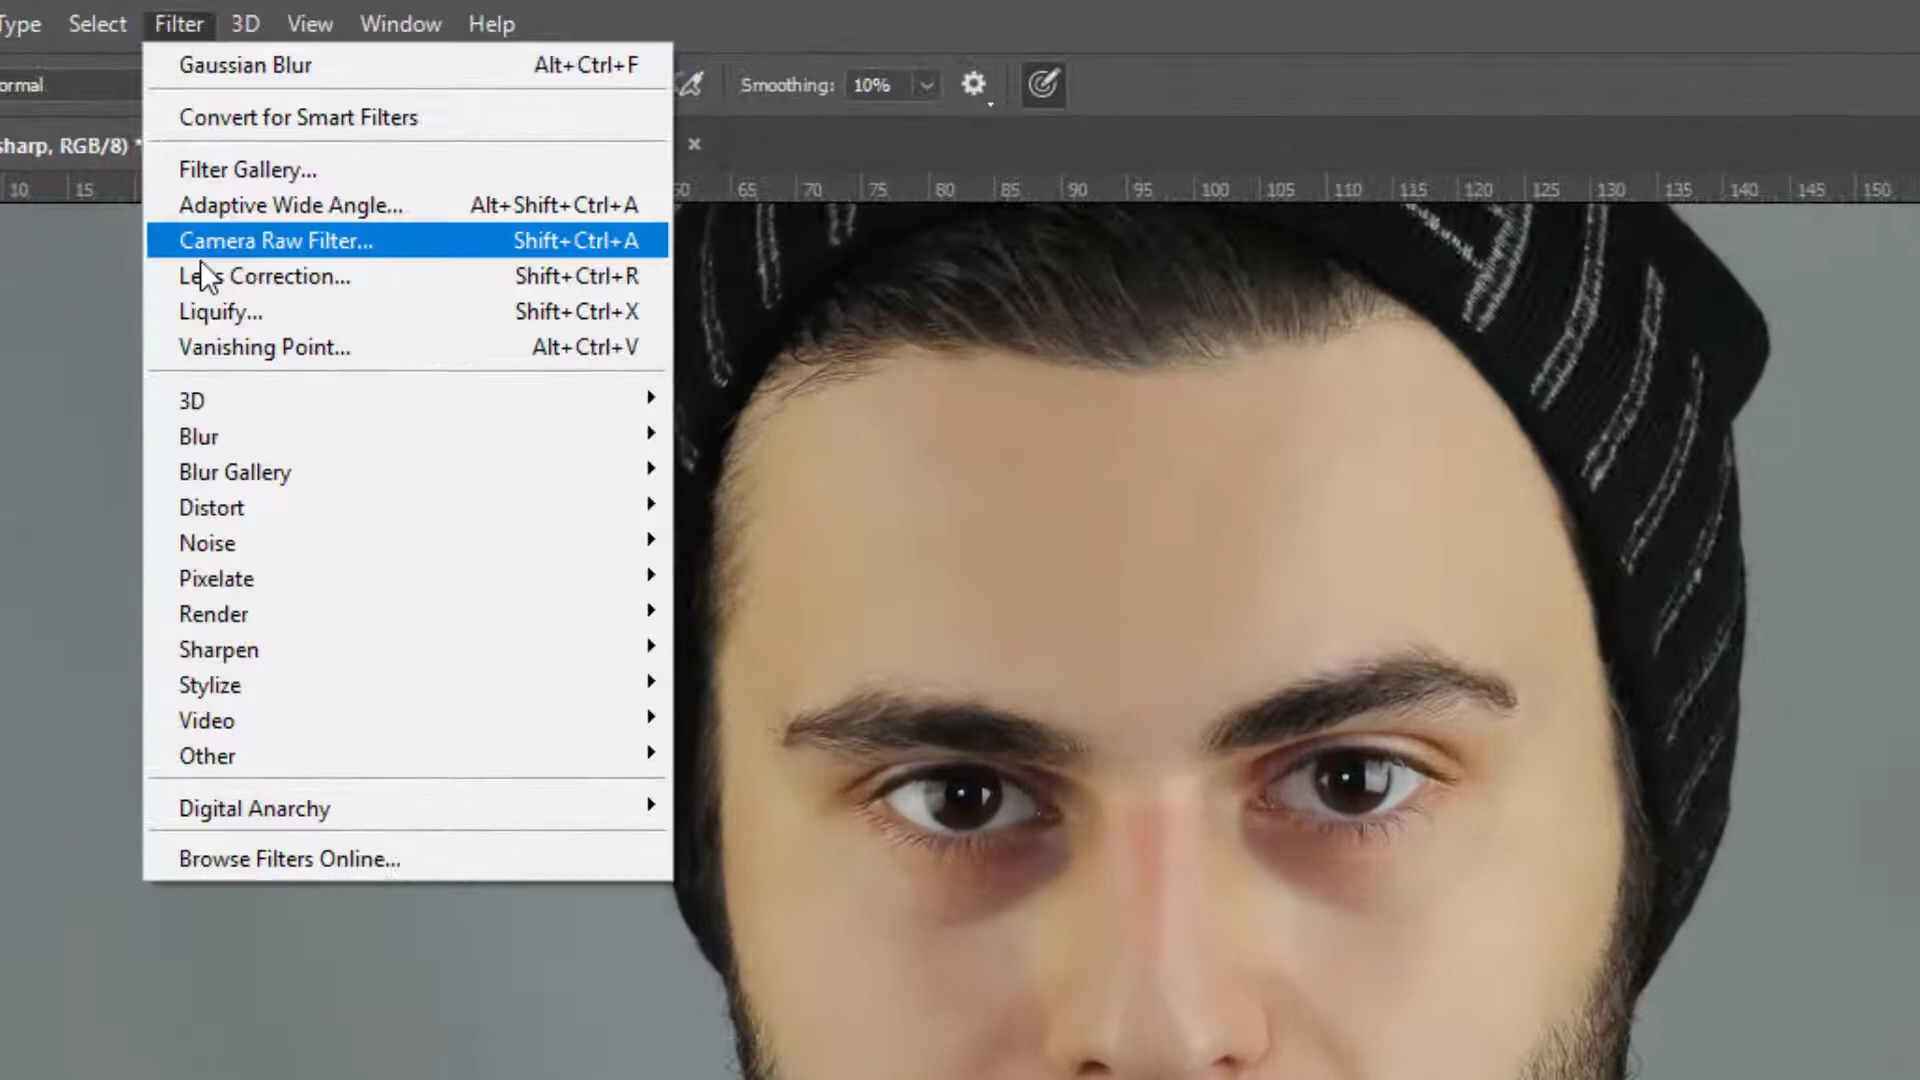 Type Select Filter 3D View Window Help
Gaussian Blur Alt+Ctrl+F
ormal Smoothing: 10%
Convert for Smart Filters
sharp, RGB/8) *
Filter Gallery...
10 15 60 65 70 75 80 85 90 95 100 105 110 115 120 125 130 135 140 145 150
Adaptive Wide Angle... Alt+Shift+Ctrl+A
Camera Raw Filter... Shift+Ctrl+A
Lens Correction... Shift+Ctrl+R
Liquify... Shift+Ctrl+X
Vanishing Point... Alt+Ctrl+V
3D
Blur
Blur Gallery
Distort
Noise
Pixelate
Render
Sharpen
Stylize
Video
Other
Digital Anarchy
Browse Filters Online...